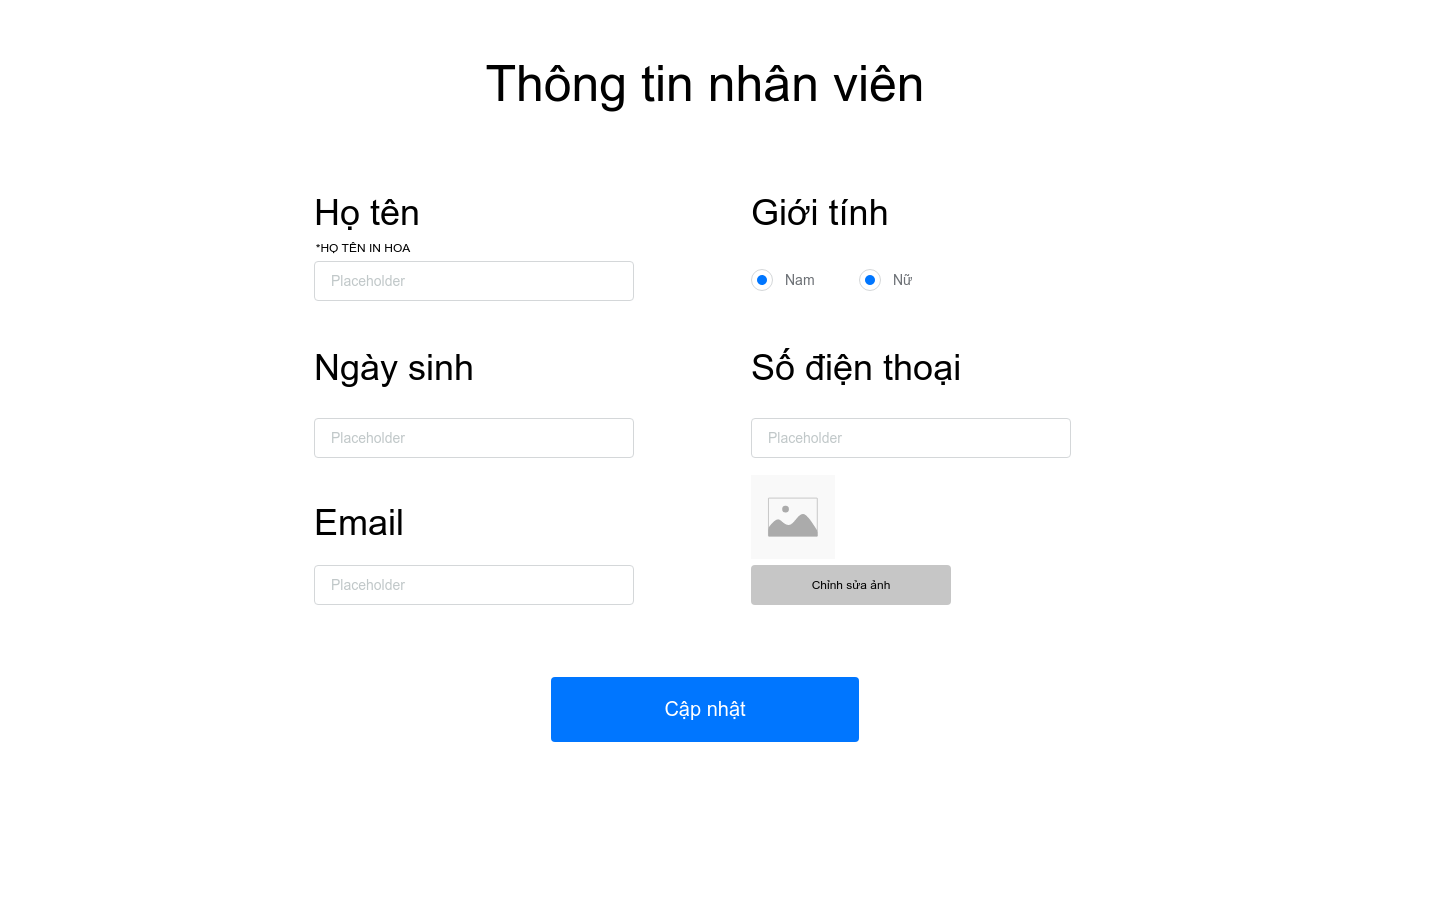 Thông tin nhân viên
Họ tên
*HỌ TÊN IN HOA
Placeholder
Giới tính
Nam
Nữ
Ngày sinh
Placeholder
Số điện thoại
Placeholder
Email
Placeholder
Chỉnh sửa ảnh
Cập nhật